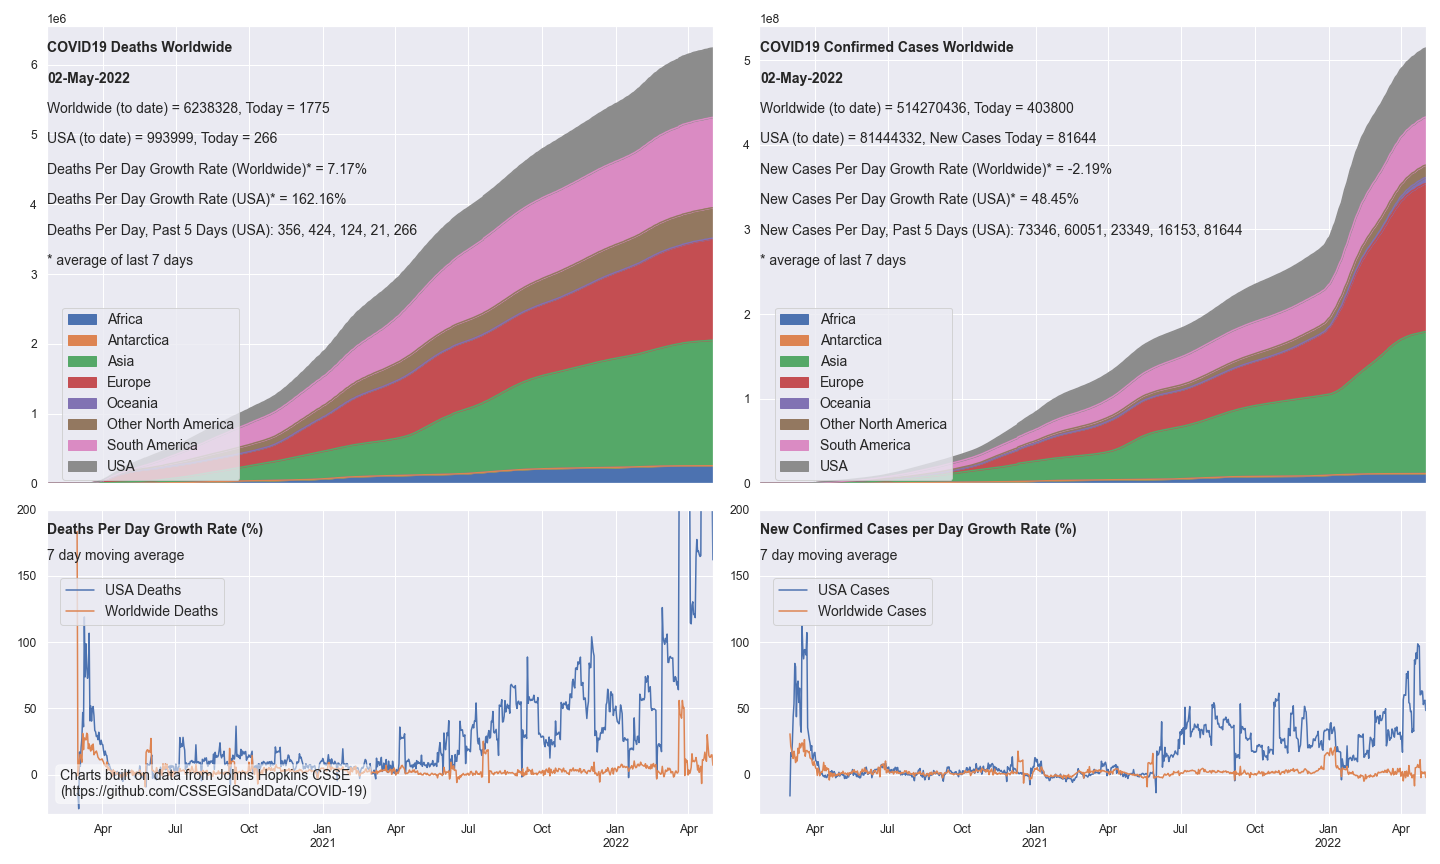 1e6
COVID19 Deaths Worldwide
02-May-2022
Worldwide (to date) = 6238328, Today = 1775
USA (to date) = 993999, Today = 266
Deaths Per Day Growth Rate (Worldwide)* = 7.17%
Deaths Per Day Growth Rate (USA)* = 162.16%
Deaths Per Day, Past 5 Days (USA): 356, 424, 124, 21, 266
* average of last 7 days
6
5
4
3
2
1
0
Africa
Antarctica
Asia
Europe
Oceania
Other North America
South America
USA
1e8
COVID19 Confirmed Cases Worldwide
02-May-2022
Worldwide (to date) = 514270436, Today = 403800
USA (to date) = 81444332, New Cases Today = 81644
New Cases Per Day Growth Rate (Worldwide)* = -2.19%
New Cases Per Day Growth Rate (USA)* = 48.45%
New Cases Per Day, Past 5 Days (USA): 73346, 60051, 23349, 16153, 81644
* average of last 7 days
5
4
3
2
1
0
Africa
Antarctica
Asia
Europe
Oceania
Other North America
South America
USA
Deaths Per Day Growth Rate (%)
7 day moving average
USA Deaths
Worldwide Deaths
200
150
100
50
0
Charts built on data from Johns Hopkins CSSE
(https://github.com/CSSEGISandData/COVID-19)
Apr Jul Oct Jan Apr Jul Oct Jan Apr
2021 2022
New Confirmed Cases per Day Growth Rate (%)
7 day moving average
USA Cases
Worldwide Cases
200
150
100
50
0
Apr Jul Oct Jan Apr Jul Oct Jan Apr
2021 2022